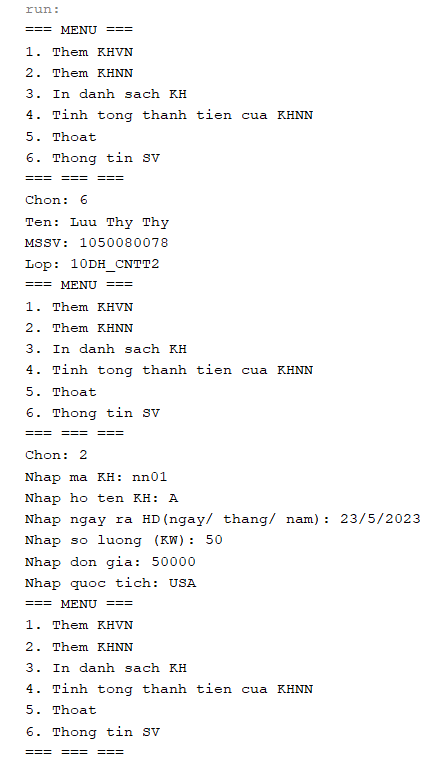 run:
=== MENU ===
1. Them KHVN
2. Them KHNN
3. In danh sach KH
4. Tinh tong thanh tien cua KHNN
5. Thoat
6. Thong tin SV
=== === ===
Chon: 6
Ten: Luu Thy Thy
MSSV: 1050080078
Lop: 10DH_CNTT2
=== MENU ===
1. Them KHVN
2. Them KHNN
3. In danh sach KH
4. Tinh tong thanh tien cua KHNN
5. Thoat
6. Thong tin SV
=== === ===
Chon: 2
Nhap ma KH: nn01
Nhap ho ten KH: A
Nhap ngay ra HD(ngay/ thang/ nam): 23/5/2023
Nhap so luong (KW): 50
Nhap don gia: 50000
Nhap quoc tich: USA
=== MENU ===
1. Them KHVN
2. Them KHNN
3. In danh sach KH
4. Tinh tong thanh tien cua KHNN
5. Thoat
6. Thong tin SV
=== === ===